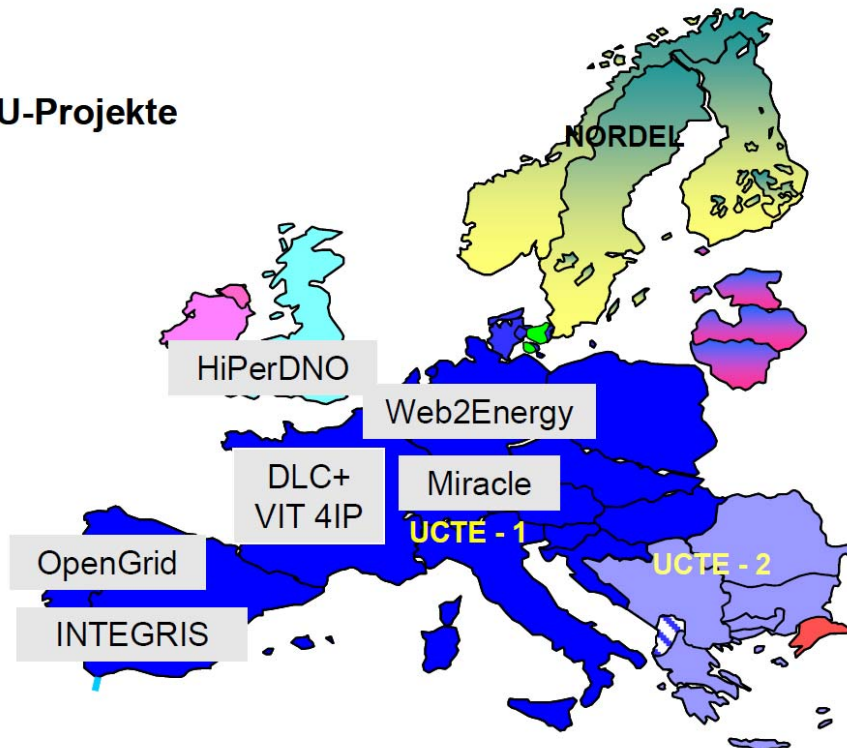 U-Projekte
NORDEL
HiPerDNO
Web2Energy
DLC+
VIT 4IP
Miracle
UCTE - 1
UCTE - 2
OpenGrid
INTEGRIS